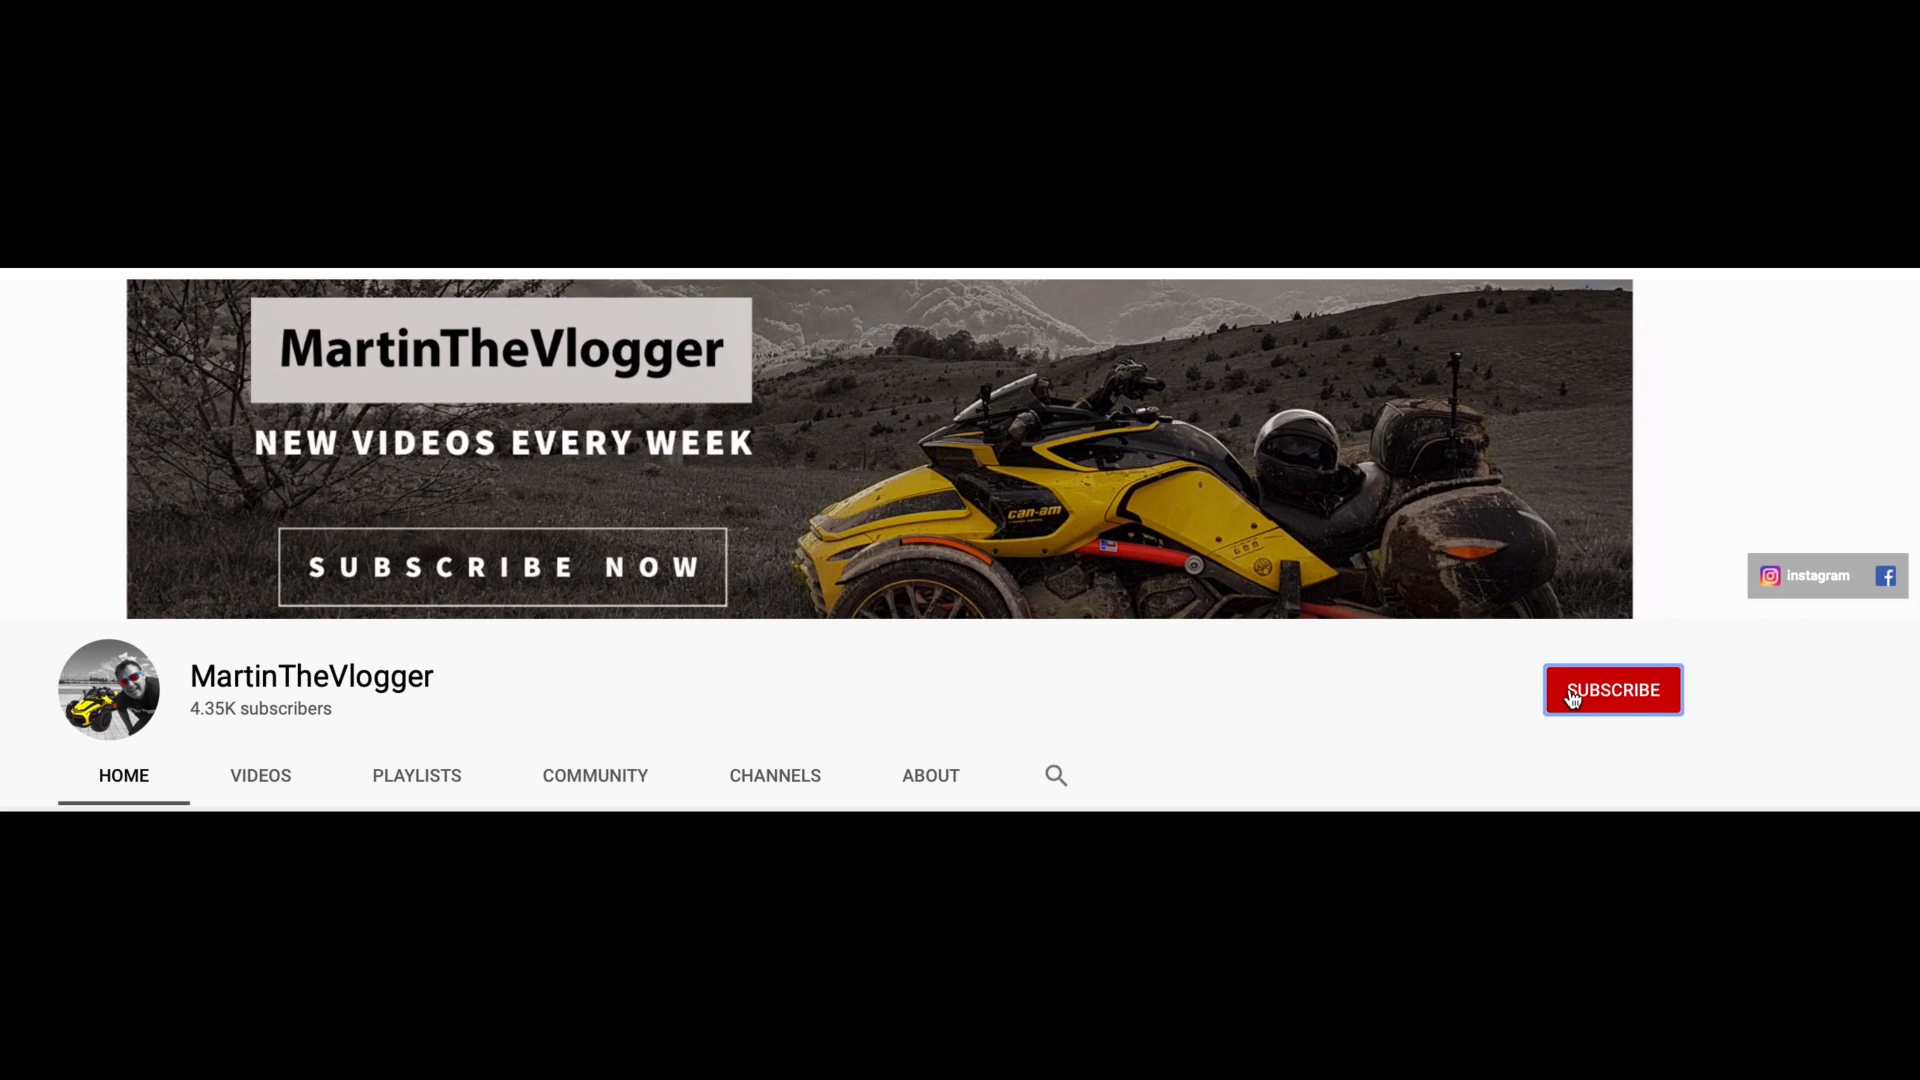 MartinTheVlogger
NEW VIDEOS EVERY WEEK
SUBSCRIBE NOW
can-am
instagram
MartinTheVlogger
4.35K subscribers
SUBSCRIBE
HOME VIDEOS PLAYLISTS COMMUNITY CHANNELS ABOUT